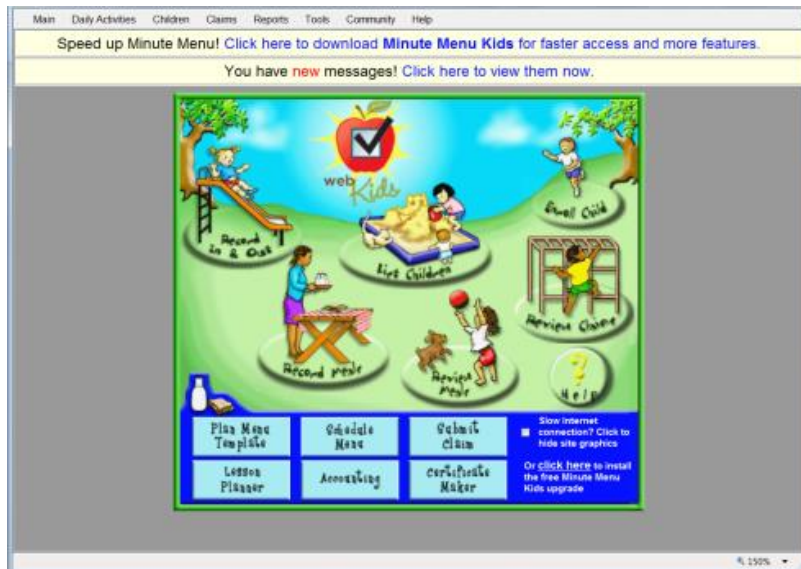 Main Daily Activities Children Claims Reports Tools Community Help
Speed up Minute Menu! Click here to download Minute Menu Kids for faster access and more features.
You have new messages! Click here to view them now.
web
Kids
Enroll Child
Record
In & Out
List Children
Review Claims
Record Meals
Review
Meals
Help
Plan Menu
Template
Schedule
Menu
Submit
Claim
Slow internet
connection? Click to
hide site graphics
Lesson
Planner
Accounting
Certificate
Maker
Or click here to install
the free Minute Menu
Kids upgrade
150%